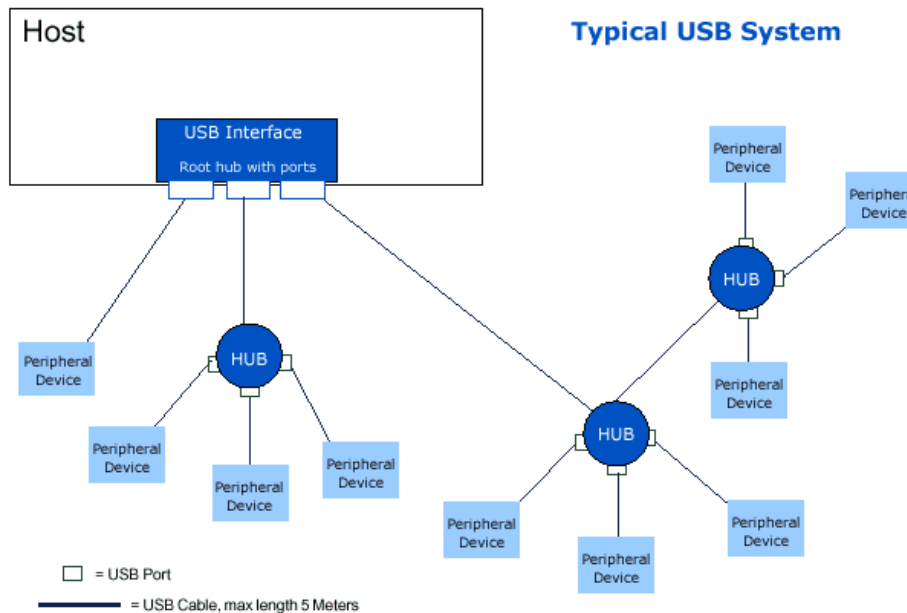 Host
Typical USB System
USB Interface
Root hub with ports
Peripheral
Device
Peripheral
Device
HUB
Peripheral
Device
HUB
Peripheral
Device
Peripheral
Device
Peripheral
Device
Peripheral
Device
Peripheral
Device
HUB
Peripheral
Device
Peripheral
Device
Peripheral
Device
= USB Port
= USB Cable, max length 5 Meters